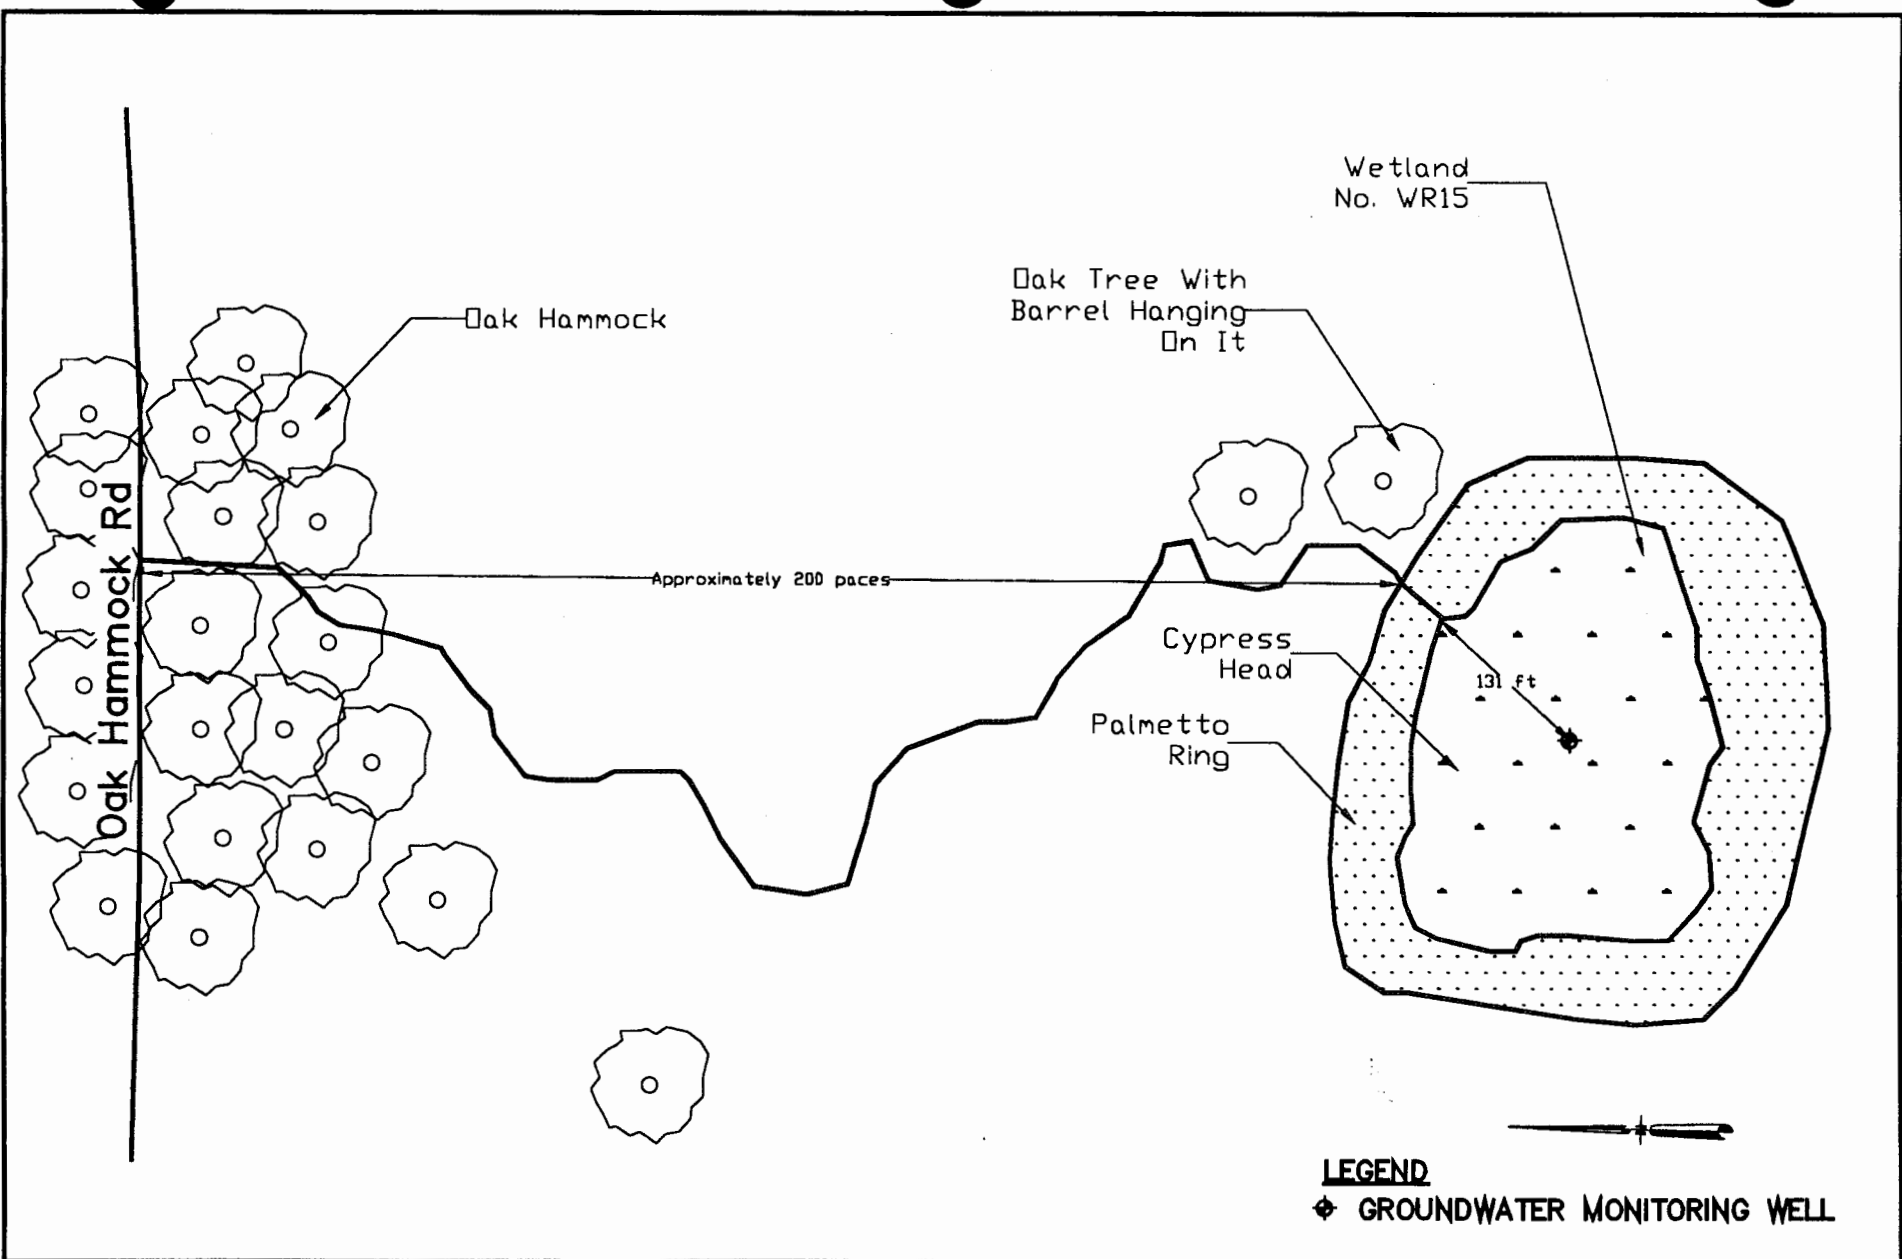 Wetland
No. WR15
Oak Tree With
Barrel Hanging
On It
Oak Hammock
Oak Hammock Rd
Approximately 200 paces
Cypress
Head
131 ft
Palmetto
Ring
LEGEND
GROUNDWATER MONITORING WELL